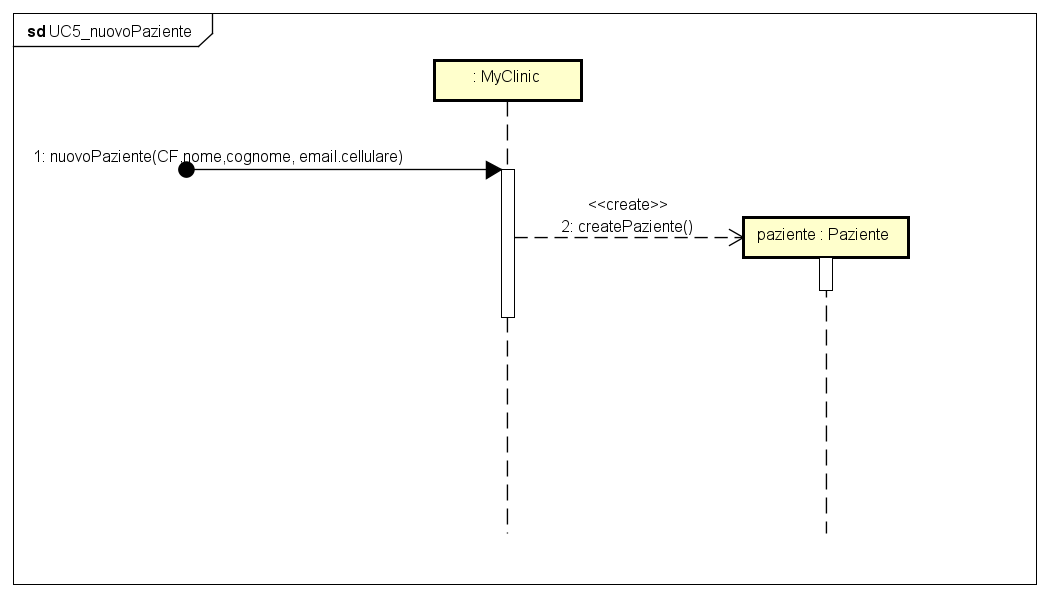 sd UC5_nuovoPaziente
: MyClinic
1: nuovoPaziente(CF,nome,cognome, email.cellulare)
<<create>>
2: createPaziente()
paziente : Paziente